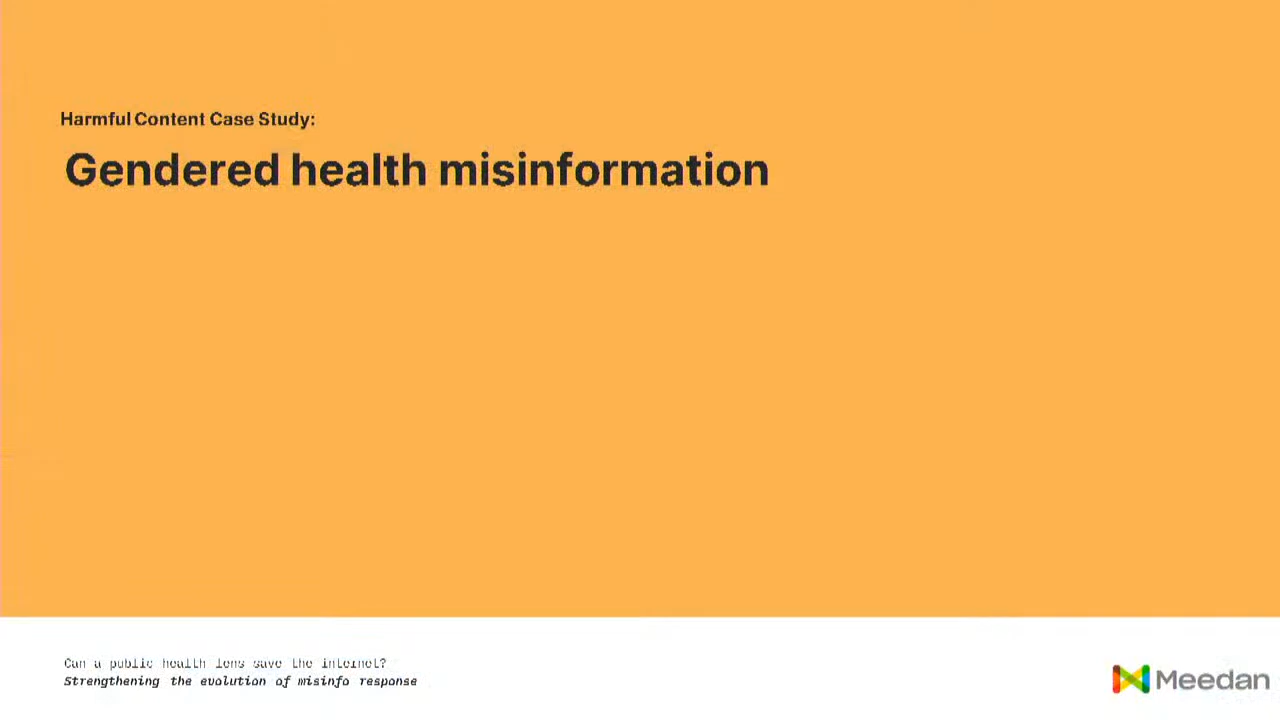 Harmful Content Case Study:
Gendered health misinformation
Can a public health lens save the internet?
Strengthening the evolution of misinfo response
Meedan